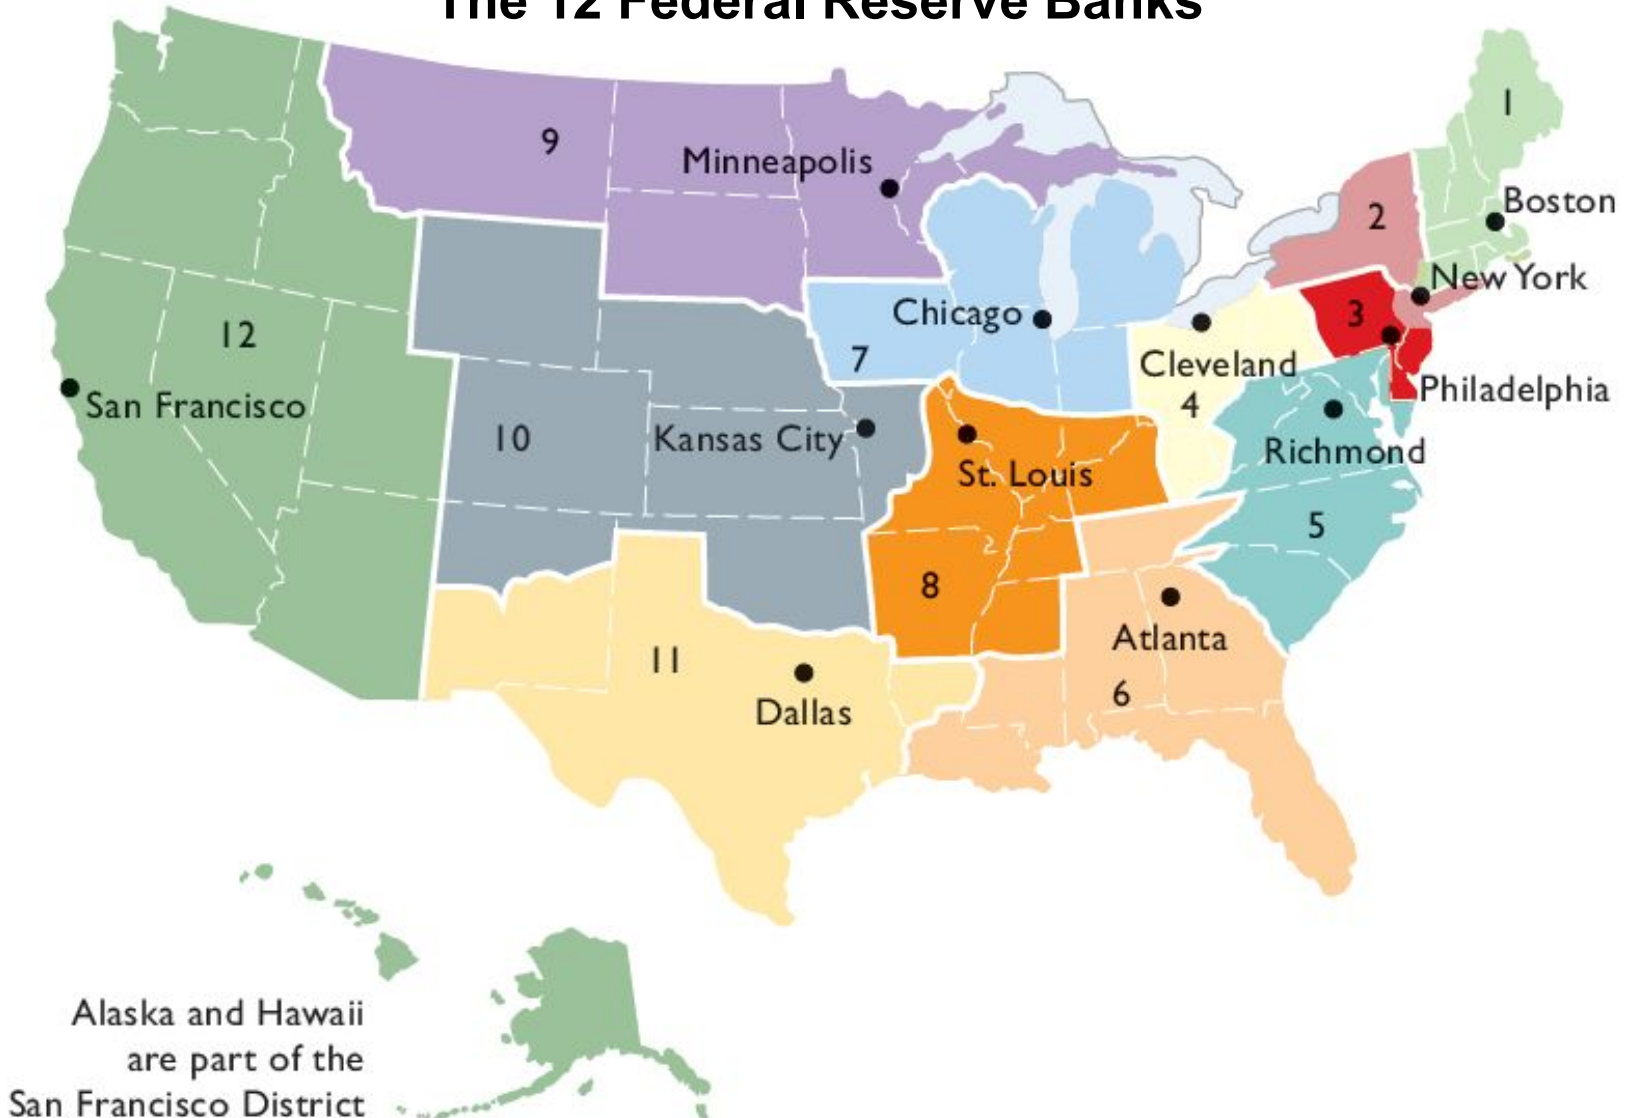 The 12 Federal Reserve Banks
1
9
Minneapolis
Boston
2
New York
Chicago
3
12
7
Cleveland
Philadelphia
San Francisco
4
10
Kansas City
Richmond
St. Louis
5
8
Atlanta
11
6
Dallas
Alaska and Hawaii
are part of the
San Francisco District